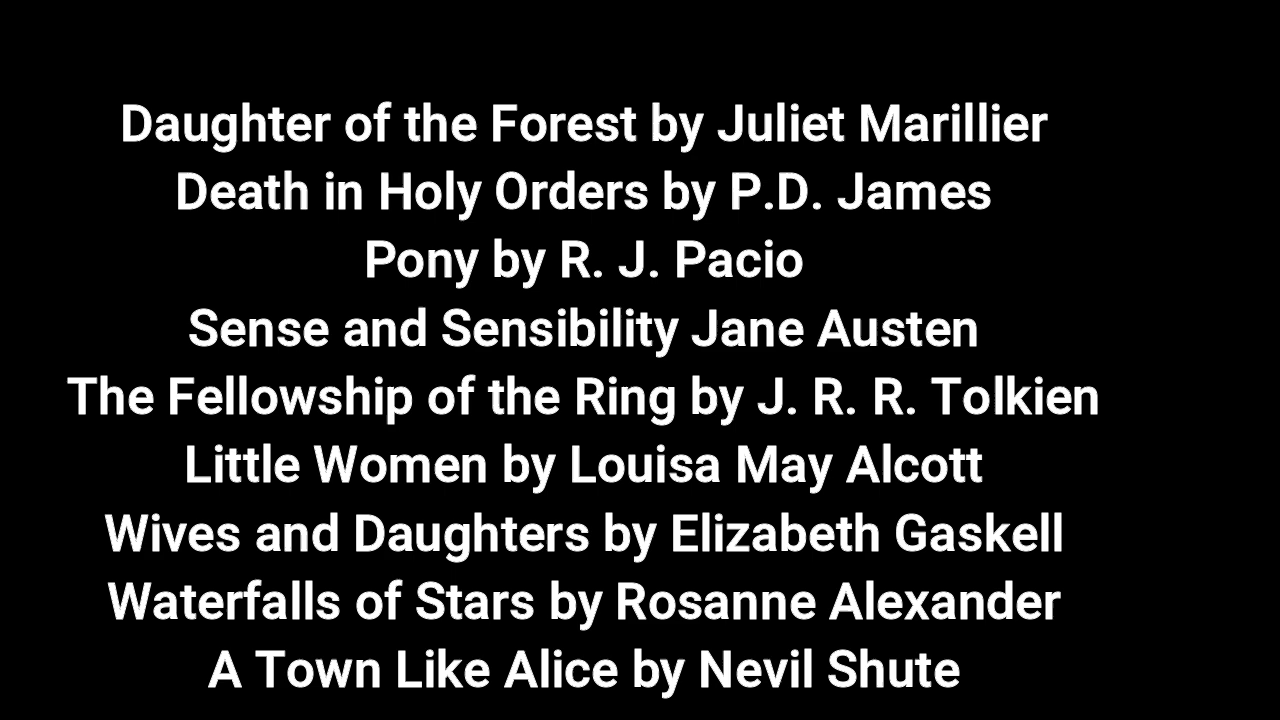 Daughter of the Forest by Juliet Marillier
Death in Holy Orders by P.D. James
Pony by R. J. Pacio
Sense and Sensibility Jane Austen
The Fellowship of the Ring by J. R. R. Tolkien
Little Women by Louisa May Alcott
Wives and Daughters by Elizabeth Gaskell
Waterfalls of Stars by Rosanne Alexander
A Town Like Alice by Nevil Shute